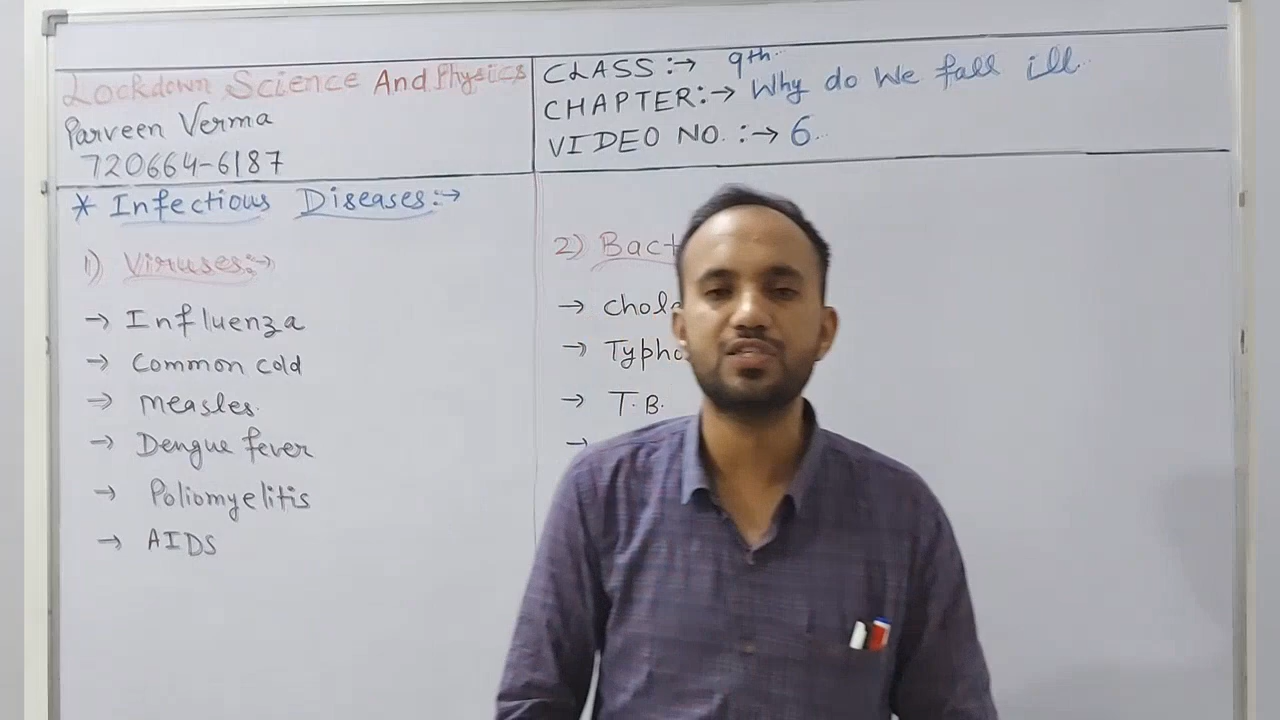 Lockdown Science And Physics
Parveen Verma
720664-6187
CLASS:→ 9th..
CHAPTER:→ Why do We fall ill..
VIDEO NO. :→ 6..
* Infectious Diseases:→
1) Viruses:→
→ Influenza
→ Common cold
→ Measles.
→ Dengue fever
→ Poliomyelitis
→ AIDS
2) Bact
→ Chole
→ Typho
→ T.B.
→